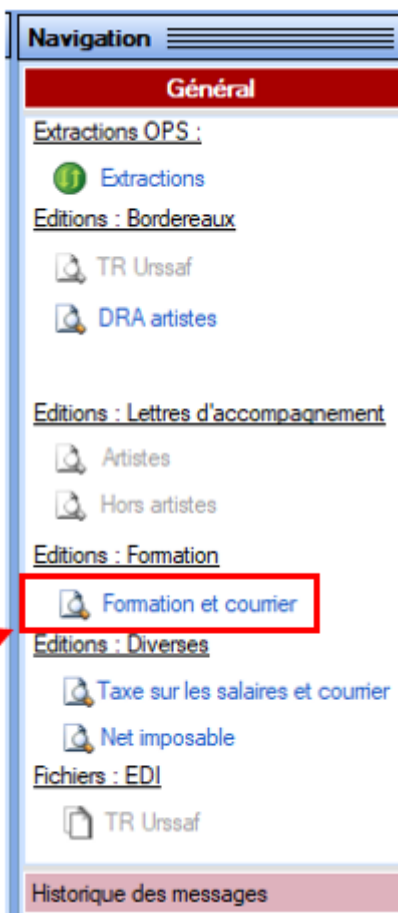 Navigation
Général
Extractions OPS :
Extractions
Editions : Bordereaux
TR Urssaf
DRA artistes
Editions : Lettres d'accompagnement
Artistes
Hors artistes
Editions : Formation
Formation et courrier
Editions : Diverses
Taxe sur les salaires et courrier
Net imposable
Fichiers : EDI
TR Urssaf
Historique des messages